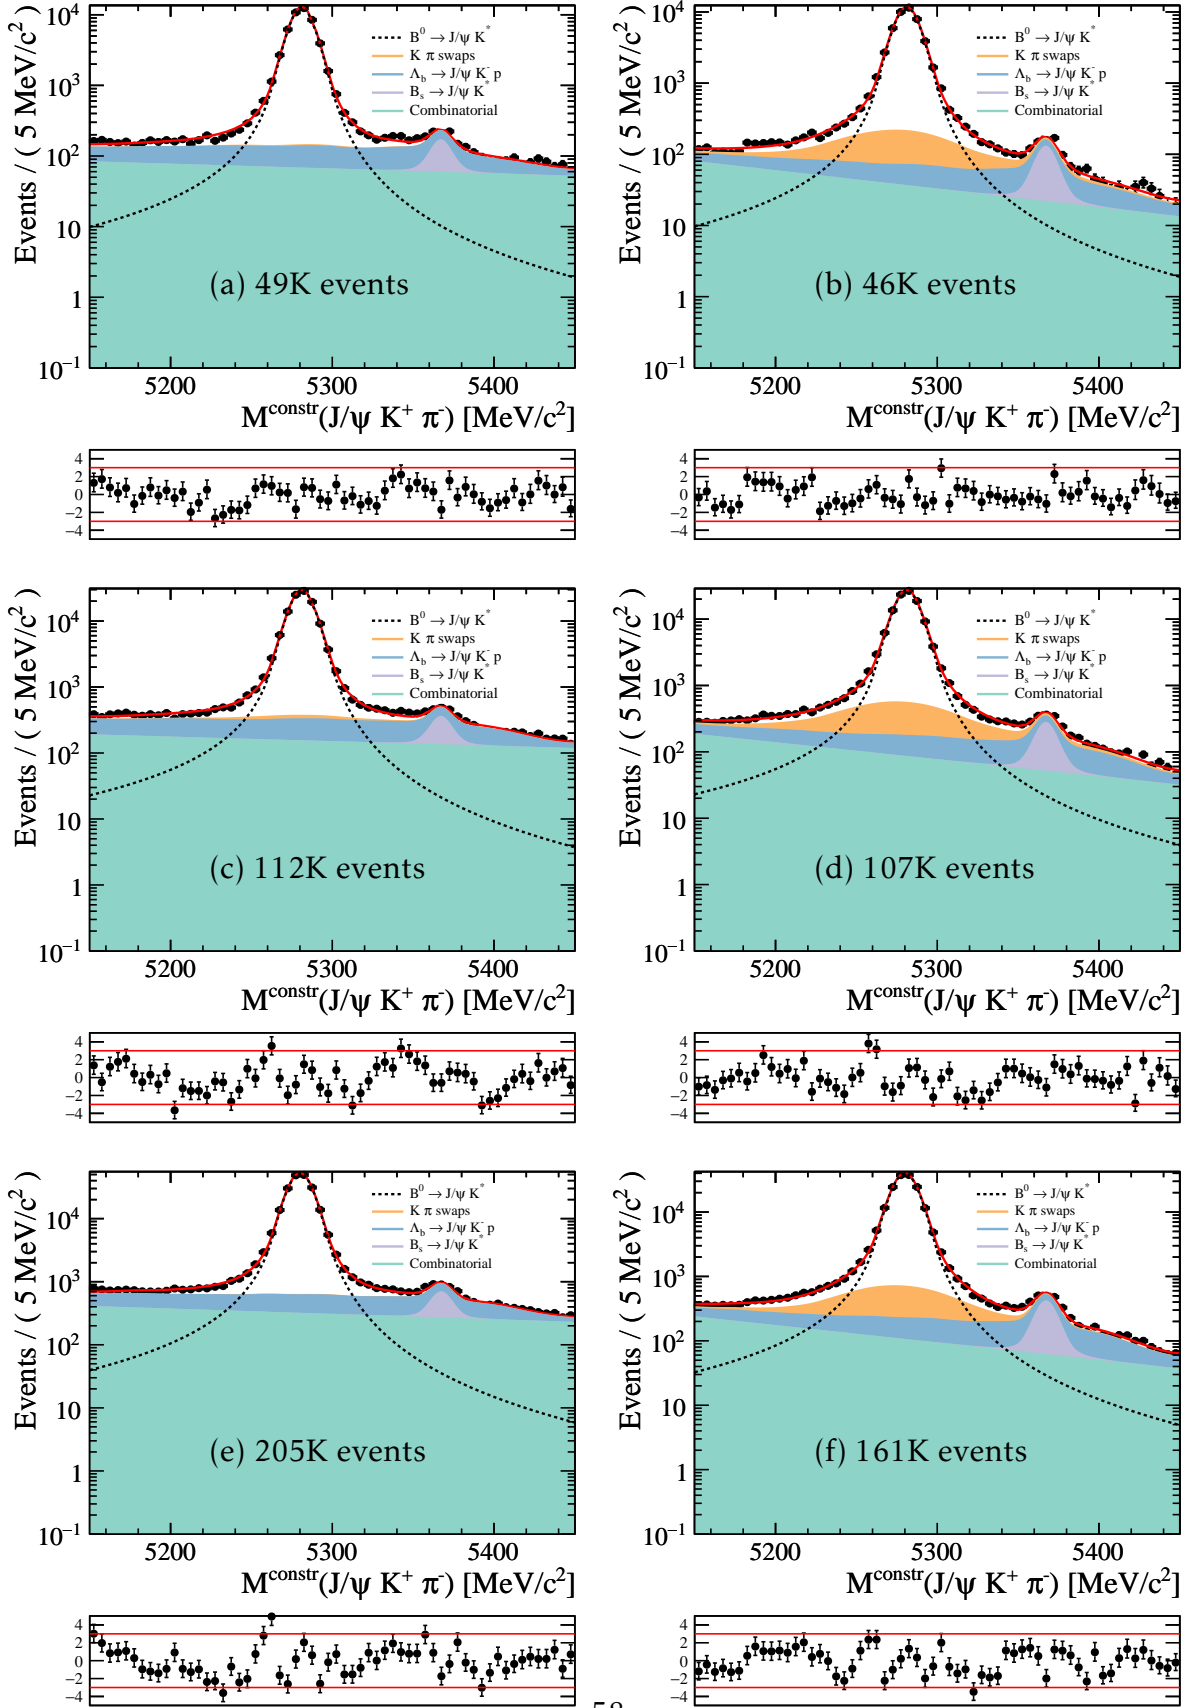 Events / ( 5 MeV/c²)
10⁴
10³
10²
10
1
10⁻¹
B⁰ → J/ψ K*
K π swaps
Λb → J/ψ K⁻ p
Bs → J/ψ K*
Combinatorial
(a) 49K events
5200 5300 5400
M^constr(J/ψ K⁺ π⁻) [MeV/c²]
4
2
0
−2
−4
Events / ( 5 MeV/c²)
10⁴
10³
10²
10
1
10⁻¹
B⁰ → J/ψ K*
K π swaps
Λb → J/ψ K⁻ p
Bs → J/ψ K*
Combinatorial
(b) 46K events
5200 5300 5400
M^constr(J/ψ K⁺ π⁻) [MeV/c²]
4
2
0
−2
−4
Events / ( 5 MeV/c²)
10⁴
10³
10²
10
1
10⁻¹
B⁰ → J/ψ K*
K π swaps
Λb → J/ψ K⁻ p
Bs → J/ψ K*
Combinatorial
(c) 112K events
5200 5300 5400
M^constr(J/ψ K⁺ π⁻) [MeV/c²]
4
2
0
−2
−4
Events / ( 5 MeV/c²)
10⁴
10³
10²
10
1
10⁻¹
B⁰ → J/ψ K*
K π swaps
Λb → J/ψ K⁻ p
Bs → J/ψ K*
Combinatorial
(d) 107K events
5200 5300 5400
M^constr(J/ψ K⁺ π⁻) [MeV/c²]
4
2
0
−2
−4
Events / ( 5 MeV/c²)
10⁴
10³
10²
10
1
10⁻¹
B⁰ → J/ψ K*
K π swaps
Λb → J/ψ K⁻ p
Bs → J/ψ K*
Combinatorial
(e) 205K events
5200 5300 5400
M^constr(J/ψ K⁺ π⁻) [MeV/c²]
4
2
0
−2
−4
Events / ( 5 MeV/c²)
10⁴
10³
10²
10
1
10⁻¹
B⁰ → J/ψ K*
K π swaps
Λb → J/ψ K⁻ p
Bs → J/ψ K*
Combinatorial
(f) 161K events
5200 5300 5400
M^constr(J/ψ K⁺ π⁻) [MeV/c²]
4
2
0
−2
−4